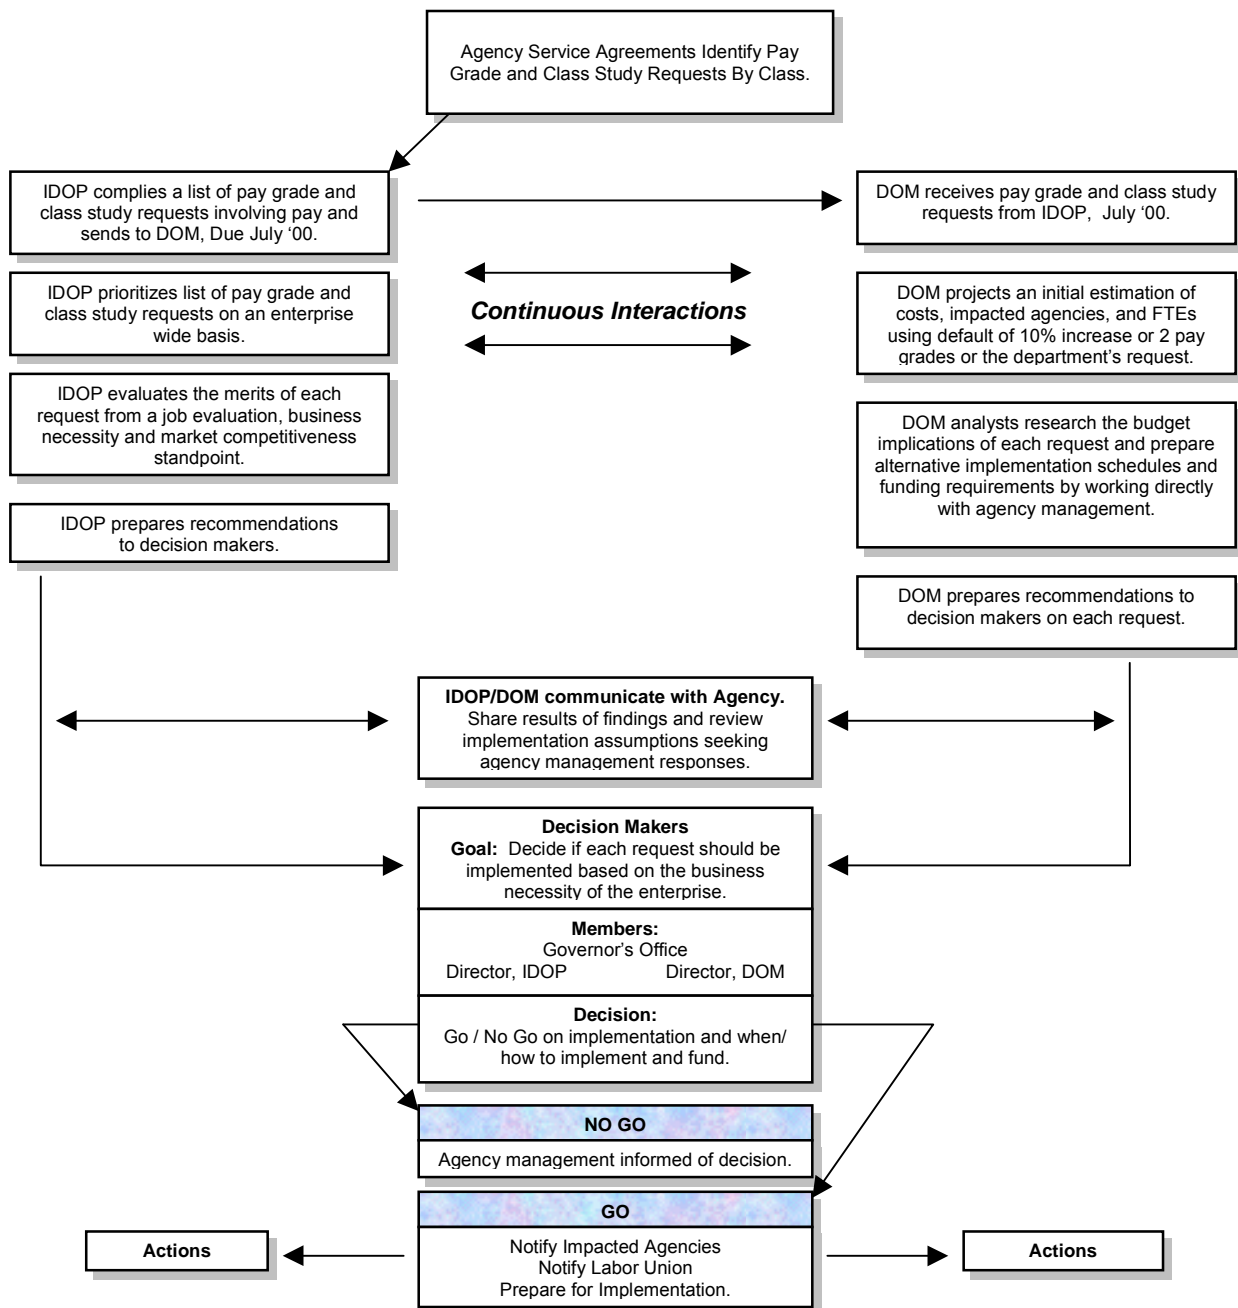 Agency Service Agreements Identify Pay
Grade and Class Study Requests By Class.
IDOP complies a list of pay grade and
class study requests involving pay and
sends to DOM, Due July ‘00.
DOM receives pay grade and class study
requests from IDOP, July ‘00.
IDOP prioritizes list of pay grade and
class study requests on an enterprise
wide basis.
Continuous Interactions
DOM projects an initial estimation of
costs, impacted agencies, and FTEs
using default of 10% increase or 2 pay
grades or the department’s request.
IDOP evaluates the merits of each
request from a job evaluation, business
necessity and market competitiveness
standpoint.
DOM analysts research the budget
implications of each request and prepare
alternative implementation schedules and
funding requirements by working directly
with agency management.
IDOP prepares recommendations
to decision makers.
DOM prepares recommendations to
decision makers on each request.
IDOP/DOM communicate with Agency.
Share results of findings and review
implementation assumptions seeking
agency management responses.
Decision Makers
Goal: Decide if each request should be
implemented based on the business
necessity of the enterprise.
Members:
Governor’s Office
Director, IDOP Director, DOM
Decision:
Go / No Go on implementation and when/
how to implement and fund.
NO GO
Agency management informed of decision.
GO
Notify Impacted Agencies
Notify Labor Union
Prepare for Implementation.
Actions
Actions